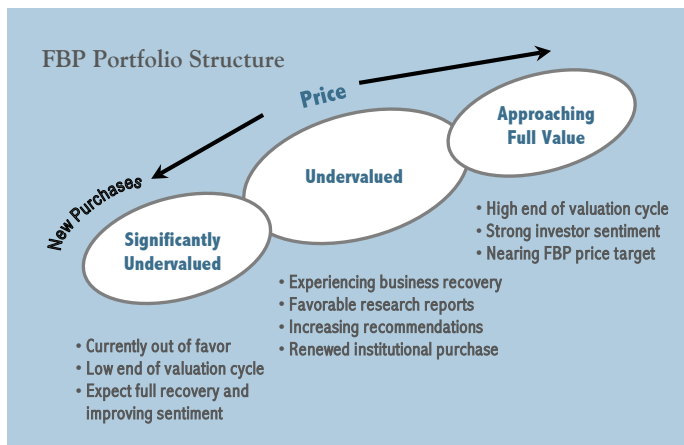 FBP Portfolio Structure
Price
Approaching
Full Value
Undervalued
New Purchases
Significantly
Undervalued
• High end of valuation cycle
• Strong investor sentiment
• Nearing FBP price target
• Experiencing business recovery
• Favorable research reports
• Increasing recommendations
• Renewed institutional purchase
• Currently out of favor
• Low end of valuation cycle
• Expect full recovery and
improving sentiment